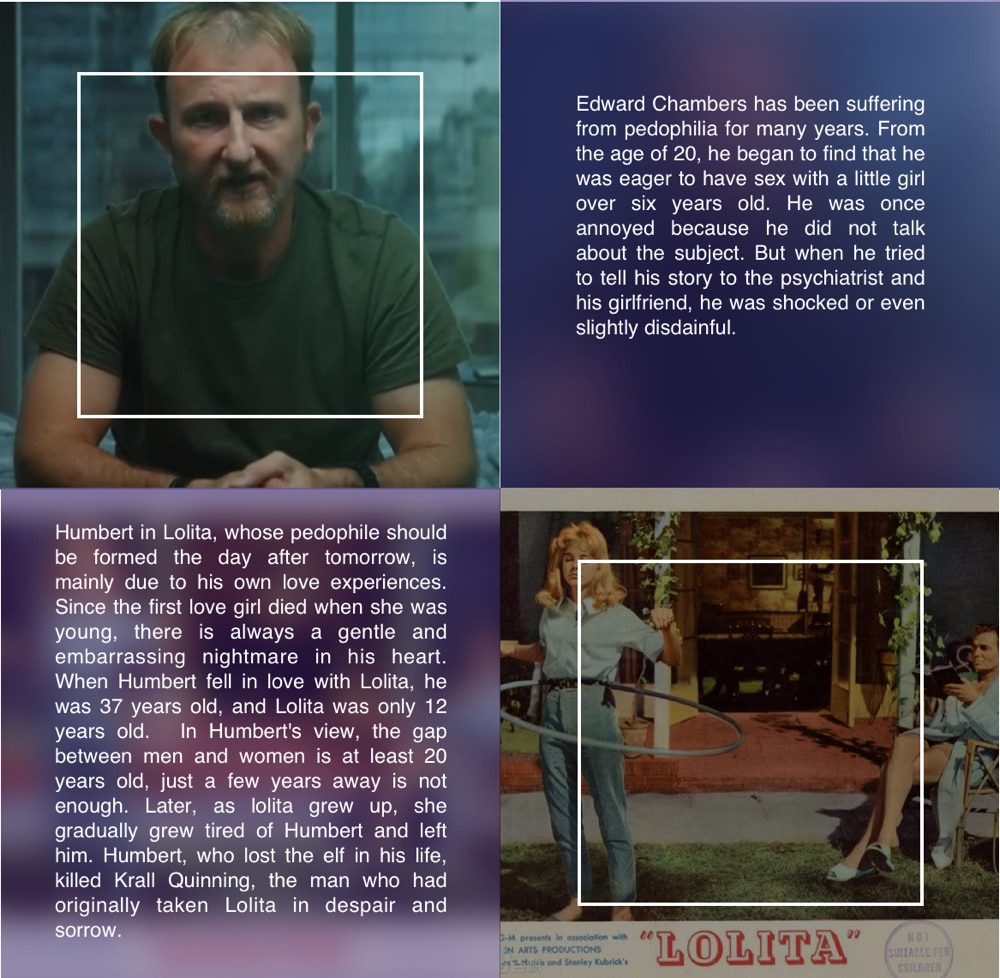 Edward Chambers has been suffering
from pedophilia for many years. From
the age of 20, he began to find that he
was eager to have sex with a little girl
over six years old. He was once
annoyed because he did not talk
about the subject. But when he tried
to tell his story to the psychiatrist and
his girlfriend, he was shocked or even
slightly disdainful.
Humbert in Lolita, whose pedophile should
be formed the day after tomorrow, is
mainly due to his own love experiences.
Since the first love girl died when she was
young, there is always a gentle and
embarrassing nightmare in his heart.
When Humbert fell in love with Lolita, he
was 37 years old, and Lolita was only 12
years old. In Humbert's view, the gap
between men and women is at least 20
years old, just a few years away is not
enough. Later, as lolita grew up, she
gradually grew tired of Humbert and left
him. Humbert, who lost the elf in his life,
killed Krall Quinning, the man who had
originally taken Lolita in despair and
sorrow.
G-M presents in association with
EN ARTS PRODUCTIONS
and Stanley Kubrick's
"LOLITA"
NOT
SUITABLE FOR
CHILDREN